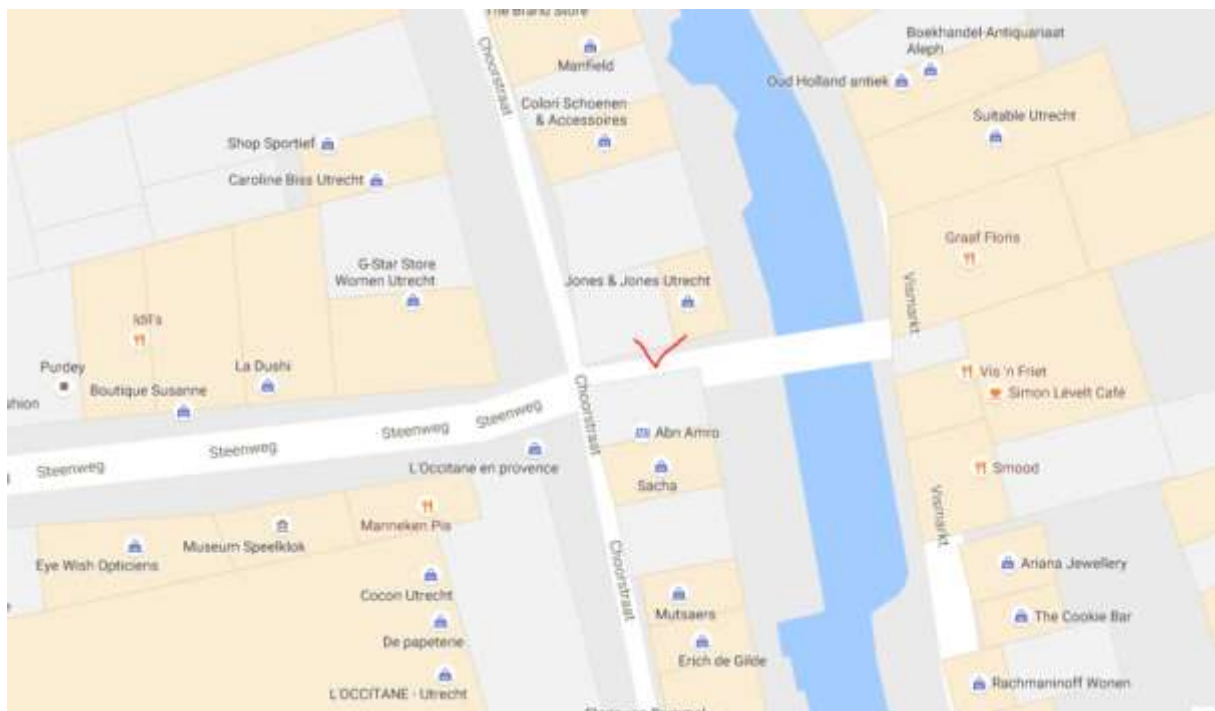 The Brand Store
Manfield
Choorstraat
Colori Schoenen
& Accessoires
Boekhandel-Antiquariaat
Aleph
Oud Holland antiek
Suitable Utrecht
Shop Sportief
Caroline Biss Utrecht
G-Star Store
Women Utrecht
Jones & Jones Utrecht
Graaf Floris
Vismarkt
Idil's
Purdey
La Dushi
Boutique Susanne
Vis 'n Friet
Simon Levelt Café
Choorstraat
Steenweg
Steenweg
Steenweg
Steenweg
Abn Amro
L'Occitane en provence
Sacha
Smood
Vismarkt
Manneken Pis
Museum Speelklok
Eye Wish Opticiens
Choorstraat
Cocon Utrecht
De papeterie
L'OCCITANE - Utrecht
Mutsaers
Erich de Gilde
Ariana Jewellery
The Cookie Bar
Rachmaninoff Wonen